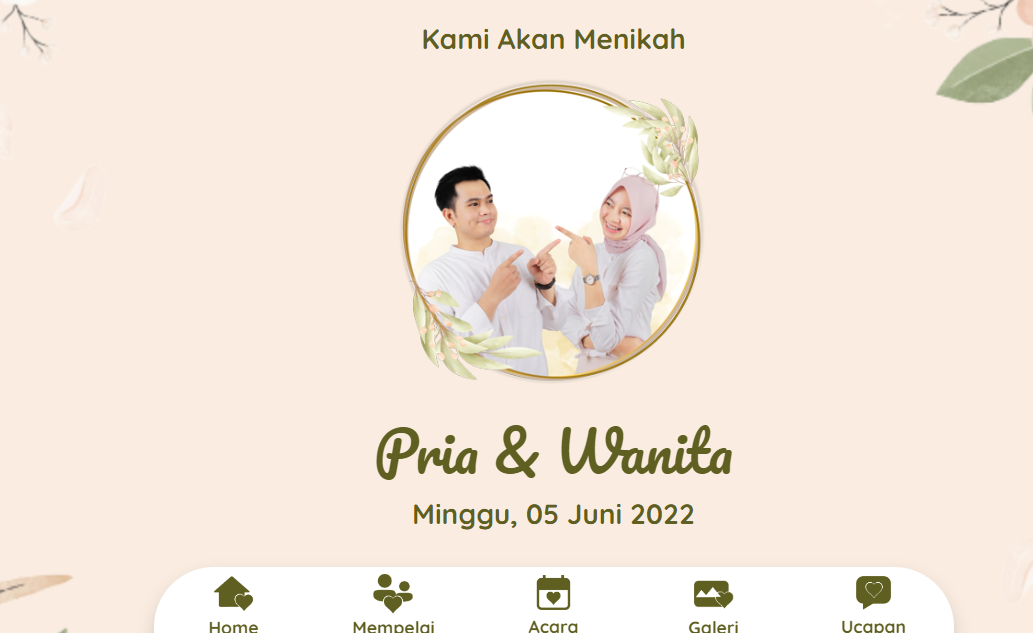 Kami Akan Menikah
Pria & Wanita
Minggu, 05 Juni 2022
Home Mempelai Acara Galeri Ucapan